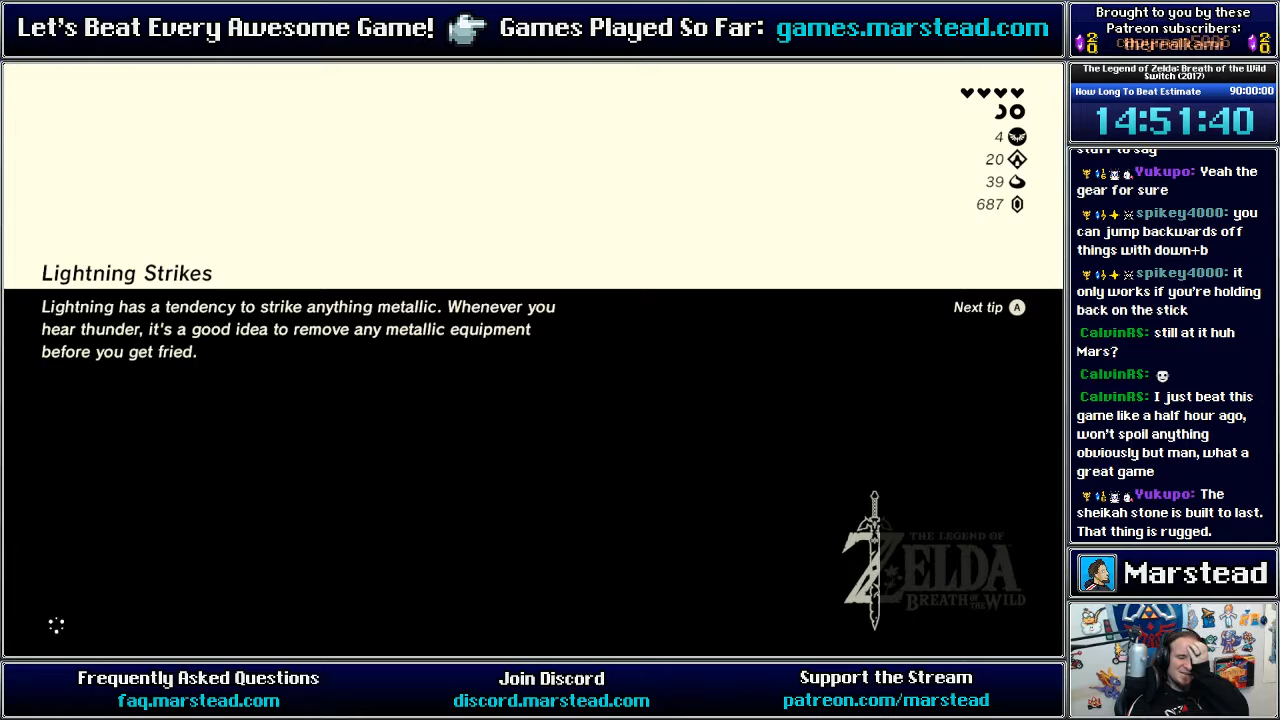 Let's Beat Every Awesome Game! Games Played So Far: games.marstead.com
Brought to you by these
Patreon subscribers:
20 20
The Legend of Zelda: Breath of the Wild
Switch (2017)
How Long To Beat Estimate 90:00:00
14:51:40
4
20
39
687
Lightning Strikes
Lightning has a tendency to strike anything metallic. Whenever you
hear thunder, it's a good idea to remove any metallic equipment
before you get fried.
Next tip A
THE LEGEND OF
ZELDA
BREATH OF THE WILD
stuff to say
Yukupo: Yeah the
gear for sure
spikey4000: you
can jump backwards off
things with down+b
spikey4000: it
only works if you're holding
back on the stick
CalvinRS: still at it huh
Mars?
CalvinRS:
CalvinRS: I just beat this
game like a half hour ago,
won't spoil anything
obviously but man, what a
great game
Yukupo: The
sheikah stone is built to last.
That thing is rugged.
Marstead
Frequently Asked Questions
faq.marstead.com
Join Discord
discord.marstead.com
Support the Stream
patreon.com/marstead